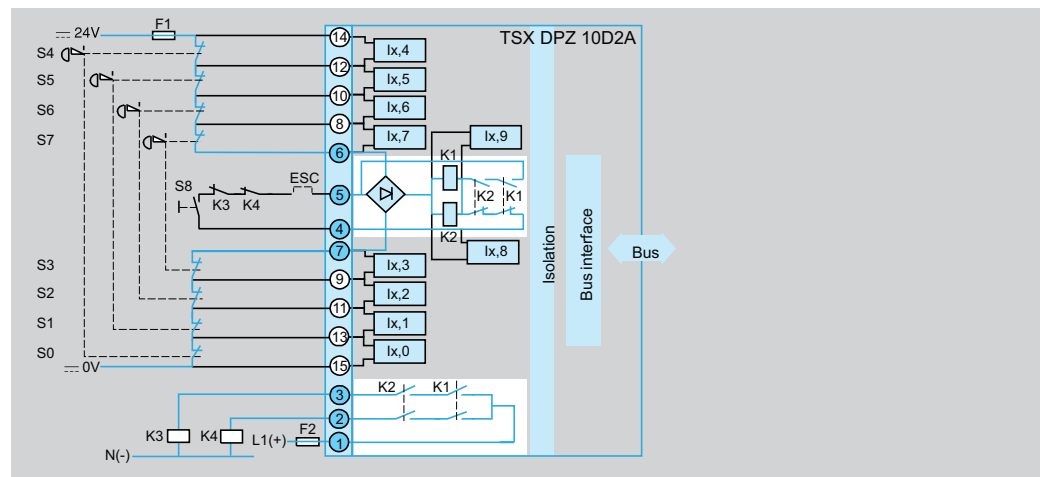 F1
24V
14
TSX DPZ 10D2A
S4
Ix,4
12
S5
Ix,5
10
S6
Ix,6
8
S7
Ix,7
Ix,9
6
K1
ESC
S8
5
K3
K4
K2
K1
4
K2
7
Ix,8
Isolation
Bus interface
Bus
S3
Ix,3
9
S2
Ix,2
11
S1
Ix,1
13
S0
Ix,0
0V
15
3
K2
K1
2
K3
K4
L1(+)
F2
1
N(-)